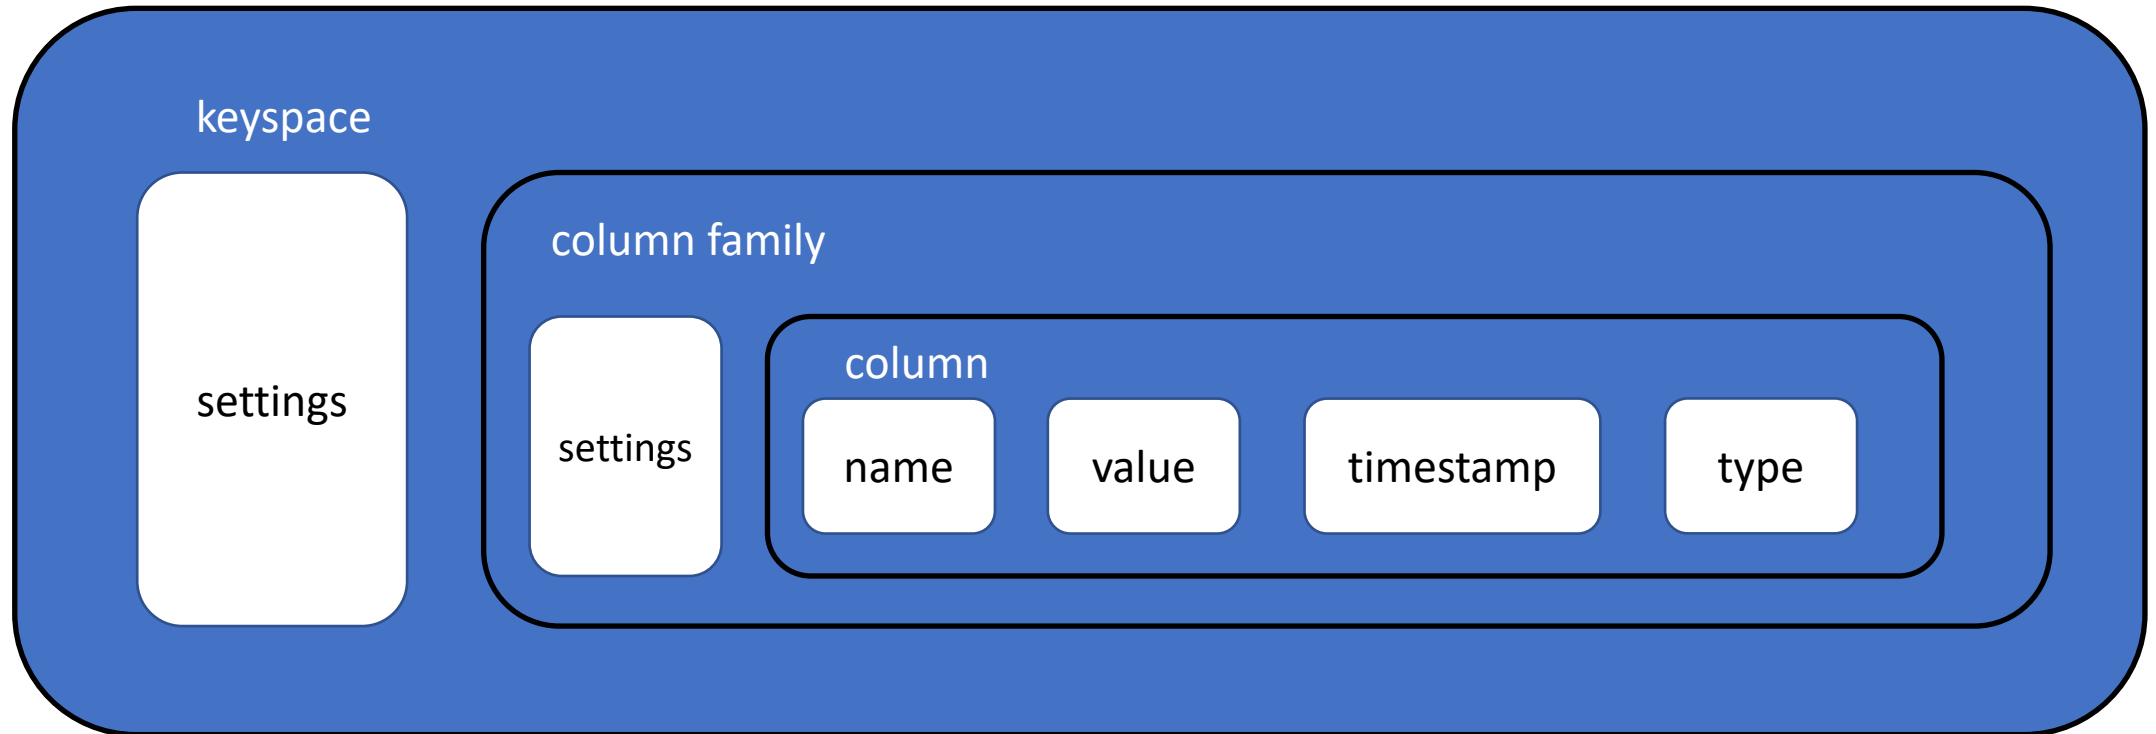 keyspace
settings
column family
settings
column
name
value
timestamp
type